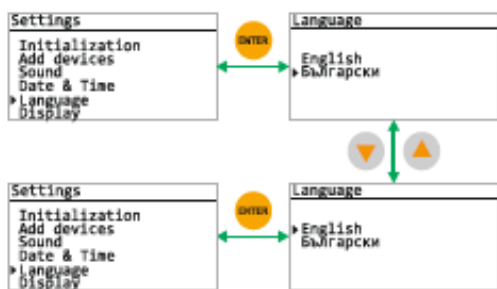 Settings
Initialization
Add devices
Sound
Date & Time
Language
Display
ENTER
Language
English
Български
Settings
Initialization
Add devices
Sound
Date & Time
Language
Display
ENTER
Language
English
Български